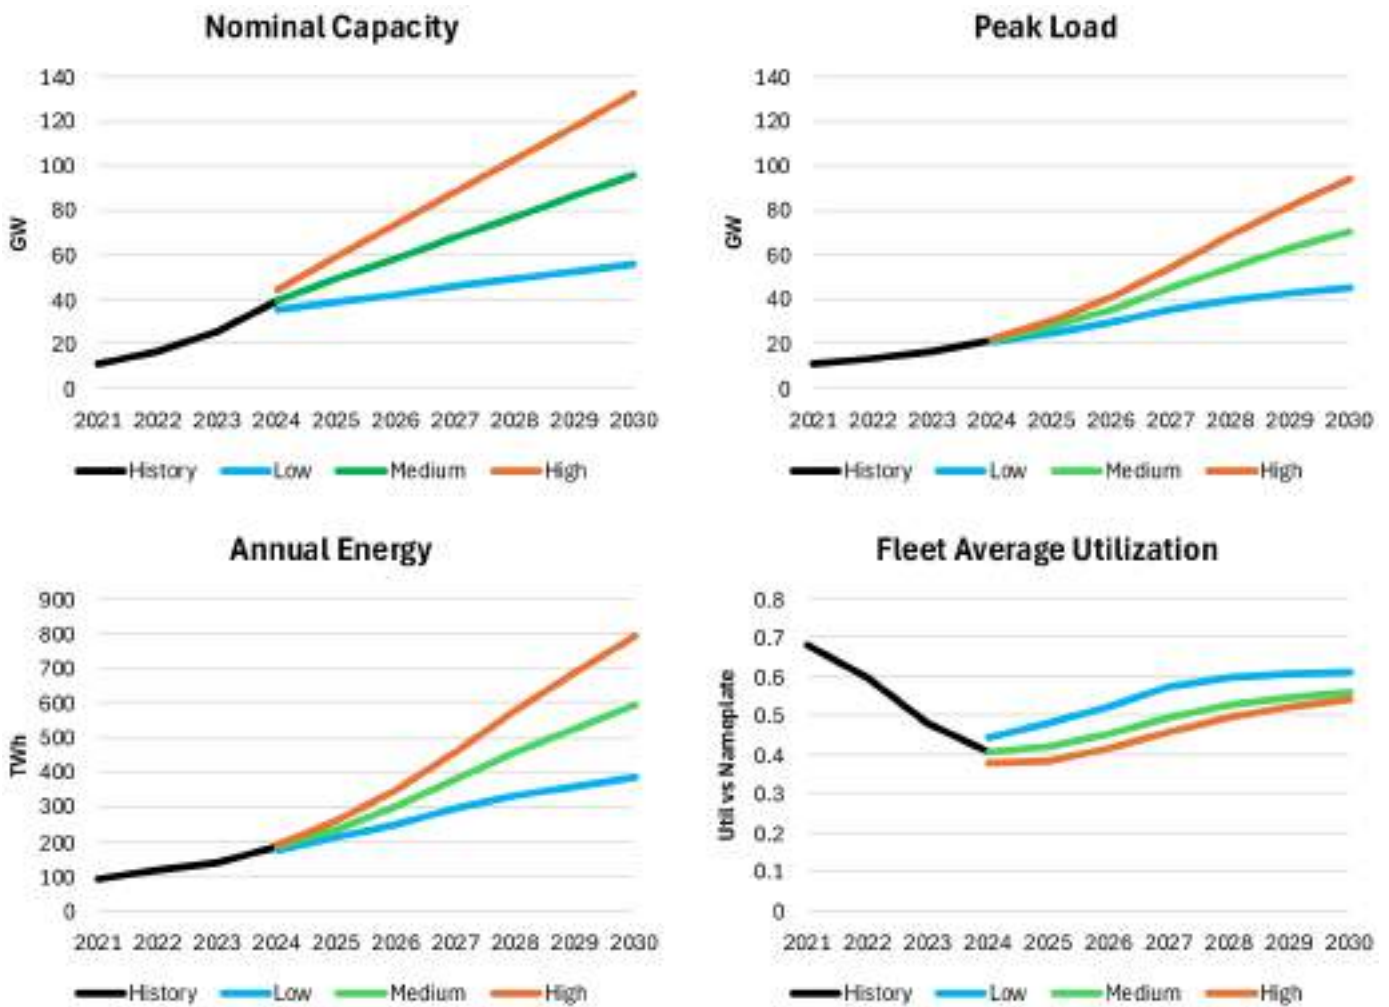 Nominal Capacity
140
120
100
80
60
40
20
0
GW
2021 2022 2023 2024 2025 2026 2027 2028 2029 2030
History Low Medium High
Peak Load
140
120
100
80
60
40
20
0
GW
2021 2022 2023 2024 2025 2026 2027 2028 2029 2030
History Low Medium High
Annual Energy
900
800
700
600
500
400
300
200
100
0
TWh
2021 2022 2023 2024 2025 2026 2027 2028 2029 2030
History Low Medium High
Fleet Average Utilization
0.8
0.7
0.6
0.5
0.4
0.3
0.2
0.1
0
Util vs Nameplate
2021 2022 2023 2024 2025 2026 2027 2028 2029 2030
History Low Medium High